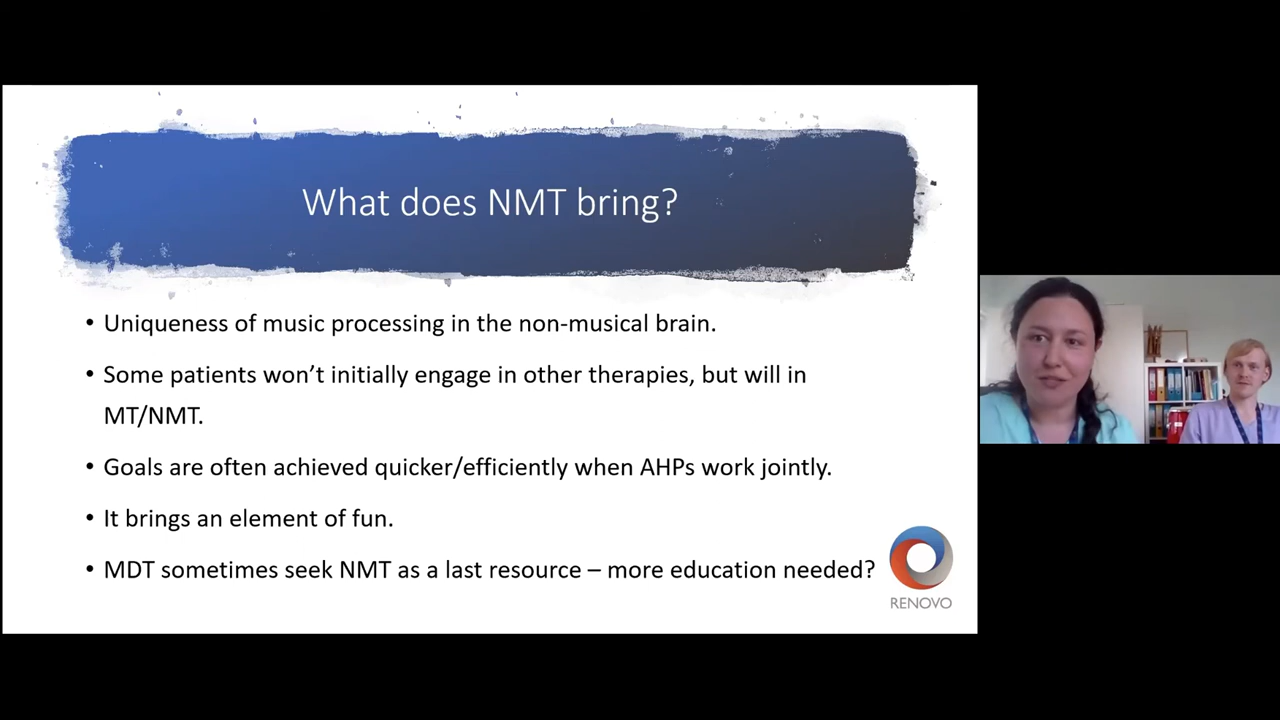 What does NMT bring?
• Uniqueness of music processing in the non-musical brain.
• Some patients won’t initially engage in other therapies, but will in
MT/NMT.
• Goals are often achieved quicker/efficiently when AHPs work jointly.
• It brings an element of fun.
• MDT sometimes seek NMT as a last resource – more education needed?
RENOVO